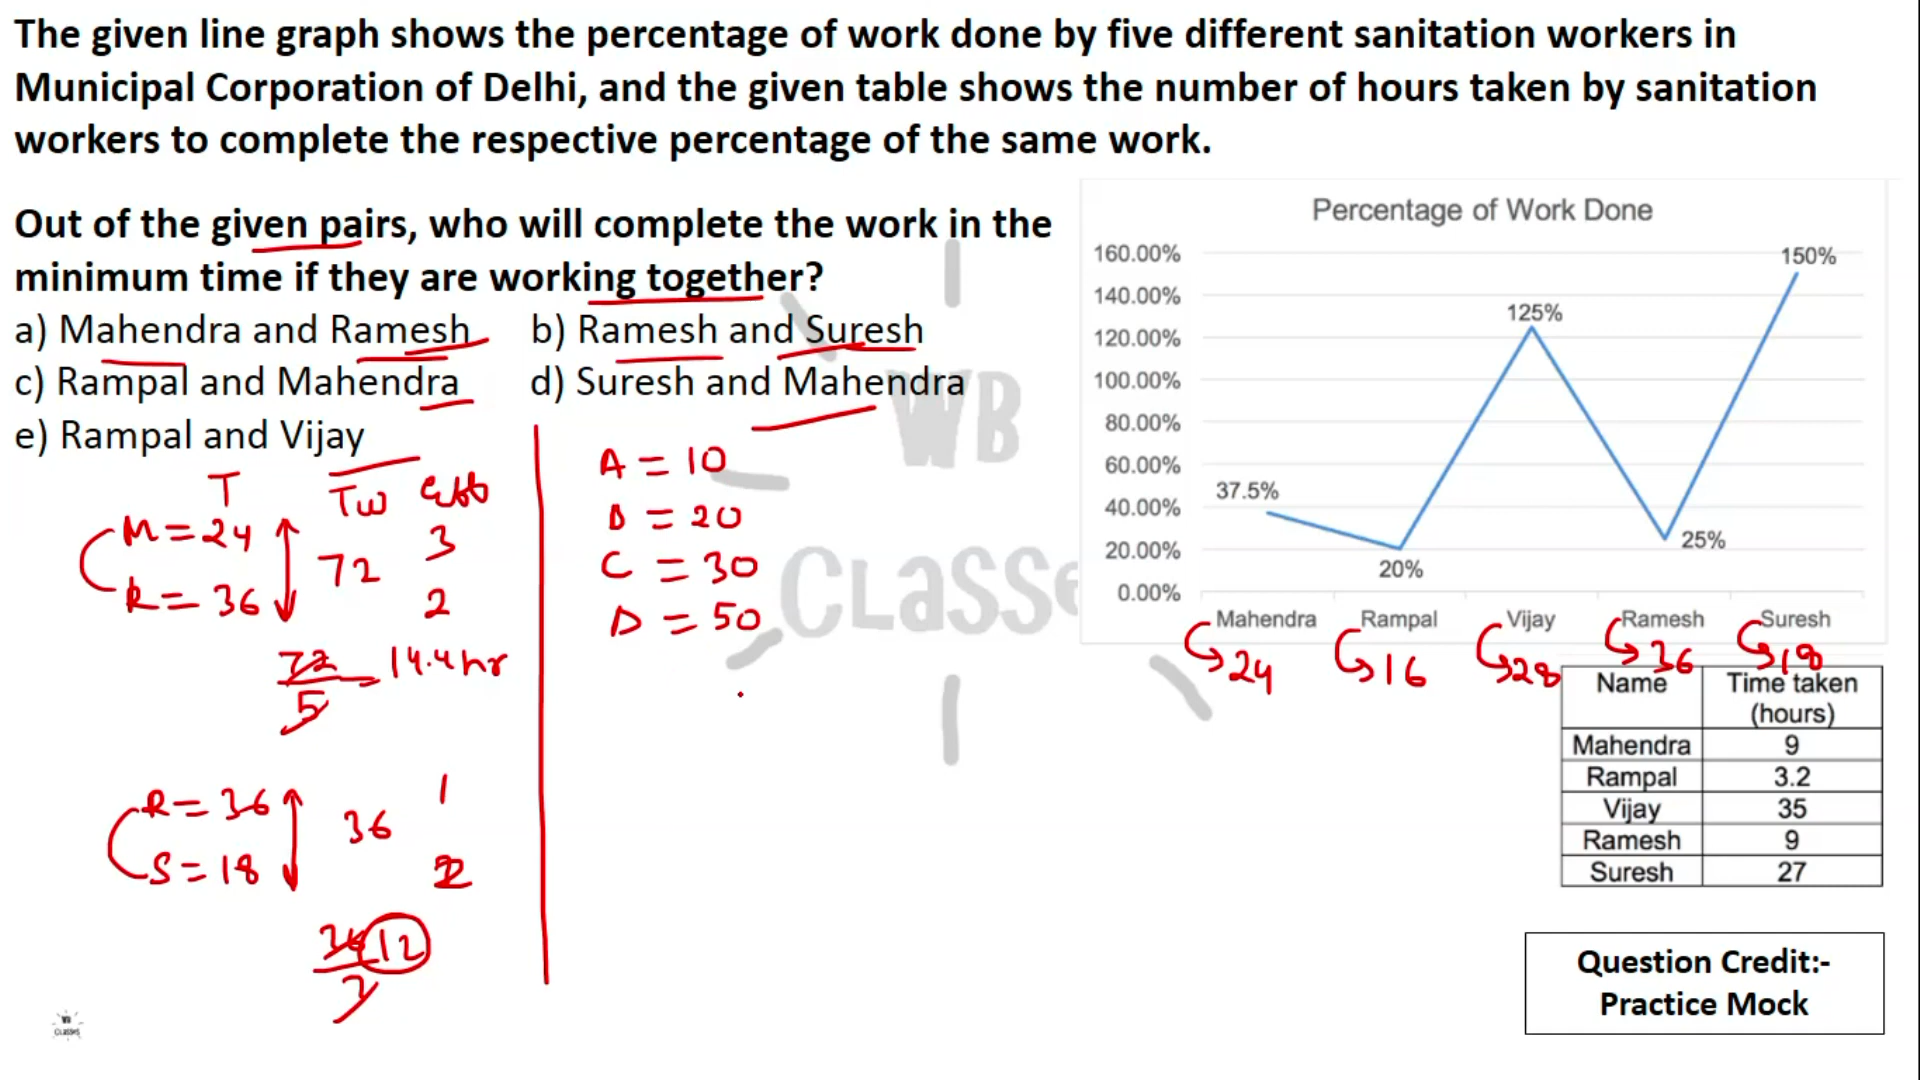 The given line graph shows the percentage of work done by five different sanitation workers in
Municipal Corporation of Delhi, and the given table shows the number of hours taken by sanitation
workers to complete the respective percentage of the same work.
Out of the given pairs, who will complete the work in the
minimum time if they are working together?
a) Mahendra and Ramesh b) Ramesh and Suresh
c) Rampal and Mahendra d) Suresh and Mahendra
e) Rampal and Vijay
T TW Eff
M = 24 3
72
R = 36 2
72/5 14.4 hr
R = 36 1
36
S = 18 2
36/3 12
A = 10
B = 20
C = 30
D = 50
WB
CLasse
Percentage of Work Done
160.00%
140.00%
120.00%
100.00%
80.00%
60.00%
40.00%
20.00%
0.00%
37.5%
20%
125%
25%
150%
Mahendra Rampal Vijay Ramesh Suresh
24 16 28 36 18
Name Time taken (hours)
Mahendra 9
Rampal 3.2
Vijay 35
Ramesh 9
Suresh 27
Question Credit:-
Practice Mock
WB
CLasses